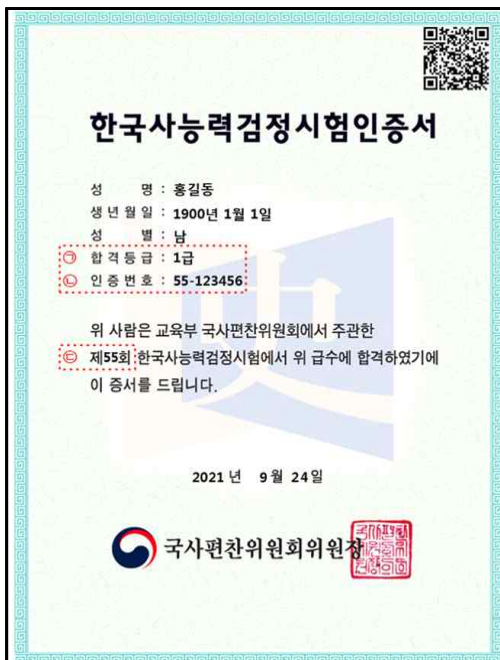 한국사능력검정시험인증서
성 명 : 홍길동
생년월일 : 1900년 1월 1일
성 별 : 남
㉠ 합격등급 : 1급
㉡ 인증번호 : 55-123456
위 사람은 교육부 국사편찬위원회에서 주관한
㉢ 제55회 한국사능력검정시험에서 위 급수에 합격하였기에
이 증서를 드립니다.
史
2021 년 9 월 24 일
국사편찬위원회위원장